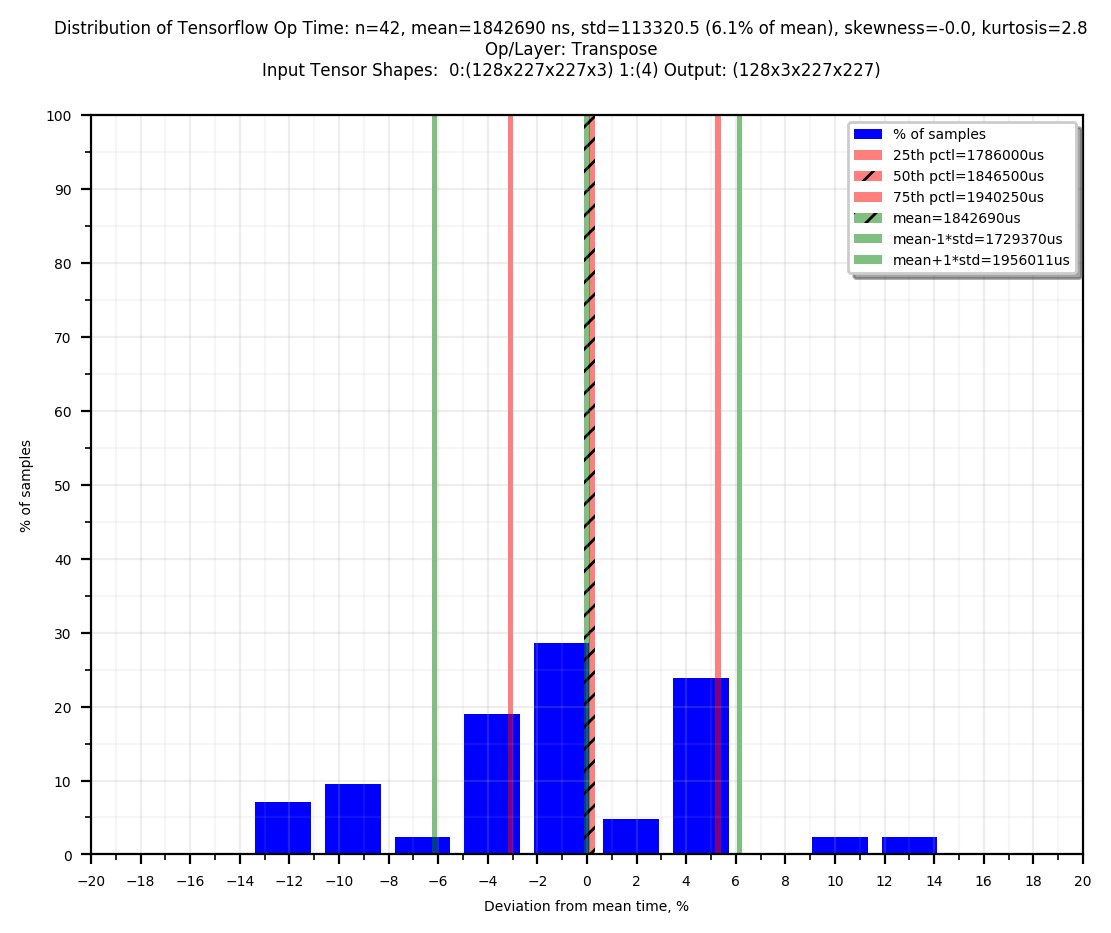 Distribution of Tensorflow Op Time: n=42, mean=1842690 ns, std=113320.5 (6.1% of mean), skewness=-0.0, kurtosis=2.8
Op/Layer: Transpose
Input Tensor Shapes:  0:(128x227x227x3) 1:(4) Output: (128x3x227x227)
100
90
80
70
60
50
40
30
20
10
0
% of samples
% of samples
25th pctl=1786000us
50th pctl=1846500us
75th pctl=1940250us
mean=1842690us
mean-1*std=1729370us
mean+1*std=1956011us
−20 −18 −16 −14 −12 −10 −8 −6 −4 −2 0 2 4 6 8 10 12 14 16 18 20
Deviation from mean time, %